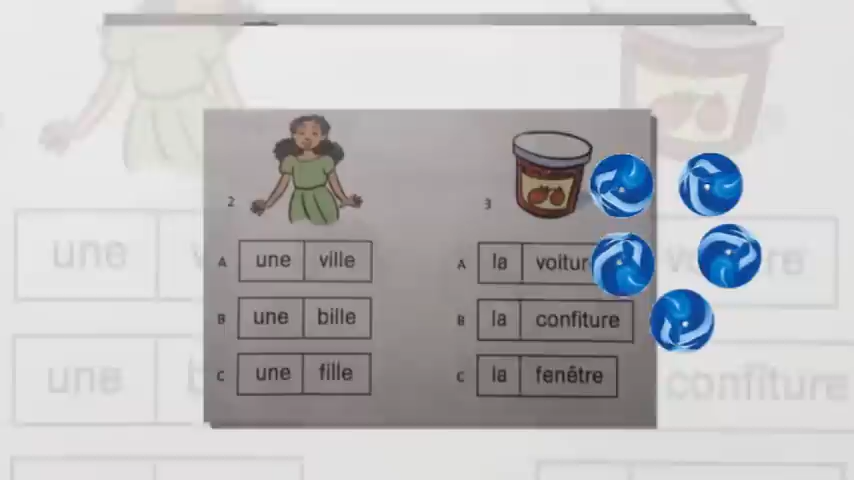 2
A une ville
B une bille
C une fille
3
A la voitur
B la confiture
C la fenêtre